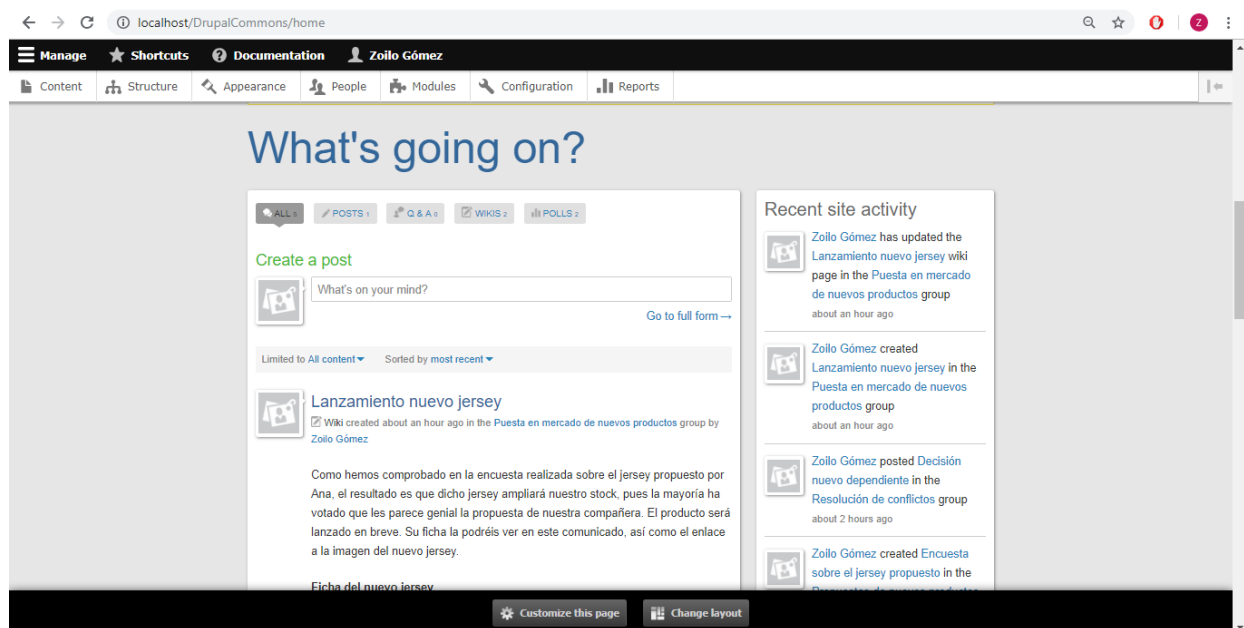 localhost/DrupalCommons/home
Z
Manage Shortcuts Documentation Zoilo Gómez
Content Structure Appearance People Modules Configuration Reports
What's going on?
ALL 5 POSTS 1 Q & A 0 WIKIS 2 POLLS 2
Create a post
What's on your mind?
Go to full form →
Limited to All content Sorted by most recent
Lanzamiento nuevo jersey
Wiki created about an hour ago in the Puesta en mercado de nuevos productos group by
Zoilo Gómez
Como hemos comprobado en la encuesta realizada sobre el jersey propuesto por
Ana, el resultado es que dicho jersey ampliará nuestro stock, pues la mayoría ha
votado que les parece genial la propuesta de nuestra compañera. El producto será
lanzado en breve. Su ficha la podréis ver en este comunicado, así como el enlace
a la imagen del nuevo jersey.
Ficha del nuevo jersey
Recent site activity
Zoilo Gómez has updated the
Lanzamiento nuevo jersey wiki
page in the Puesta en mercado
de nuevos productos group
about an hour ago
Zoilo Gómez created
Lanzamiento nuevo jersey in the
Puesta en mercado de nuevos
productos group
about an hour ago
Zoilo Gómez posted Decisión
nuevo dependiente in the
Resolución de conflictos group
about 2 hours ago
Zoilo Gómez created Encuesta
sobre el jersey propuesto in the
Propuestas de nuevos productos
Customize this page Change layout